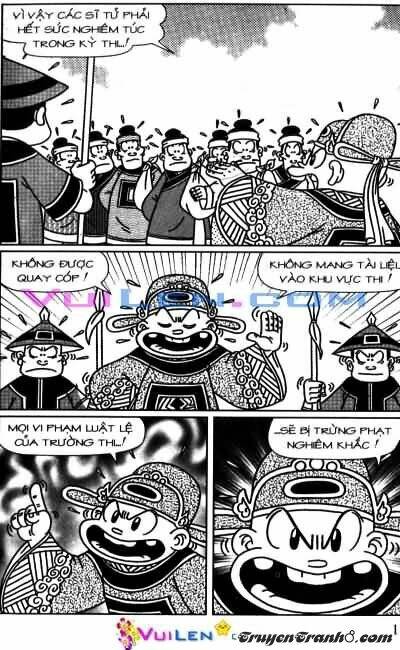 VÌ VẬY CÁC SĨ TỬ PHẢI
HẾT SỨC NGHIÊM TÚC
TRONG KỲ THI...!
KHÔNG ĐƯỢC
QUAY CÓP!
KHÔNG MANG TÀI LIỆU
VÀO KHU VỰC THI!
VUILEN.COM
MỌI VI PHẠM LUẬT LỆ
CỦA TRƯỜNG THI...!
...SẼ BỊ TRỪNG PHẠT
NGHIÊM KHẮC!
VUILEN
TruyenTranh8.com
1